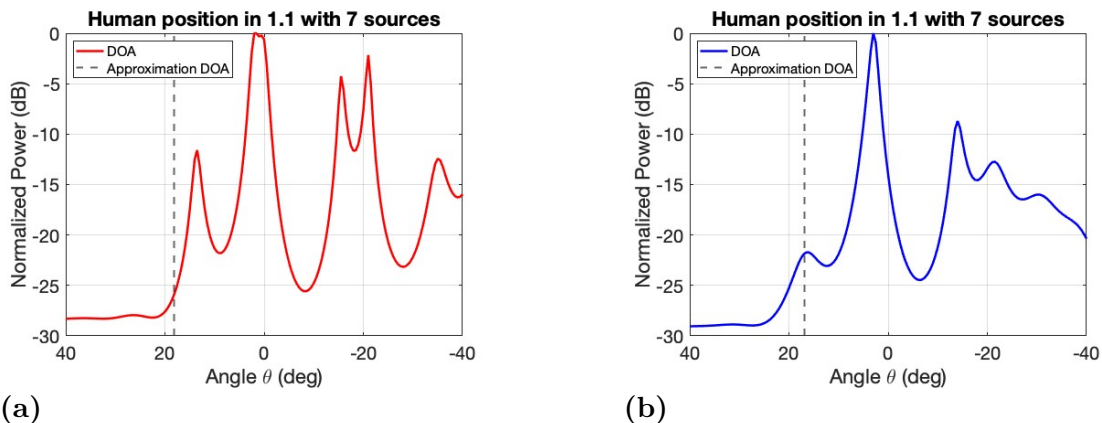 Human position in 1.1 with 7 sources
0
-5
-10
-15
-20
-25
-30
Normalized Power (dB)
DOA
Approximation DOA
40 20 0 -20 -40
Angle θ (deg)
(a)
Human position in 1.1 with 7 sources
0
-5
-10
-15
-20
-25
-30
Normalized Power (dB)
DOA
Approximation DOA
40 20 0 -20 -40
Angle θ (deg)
(b)